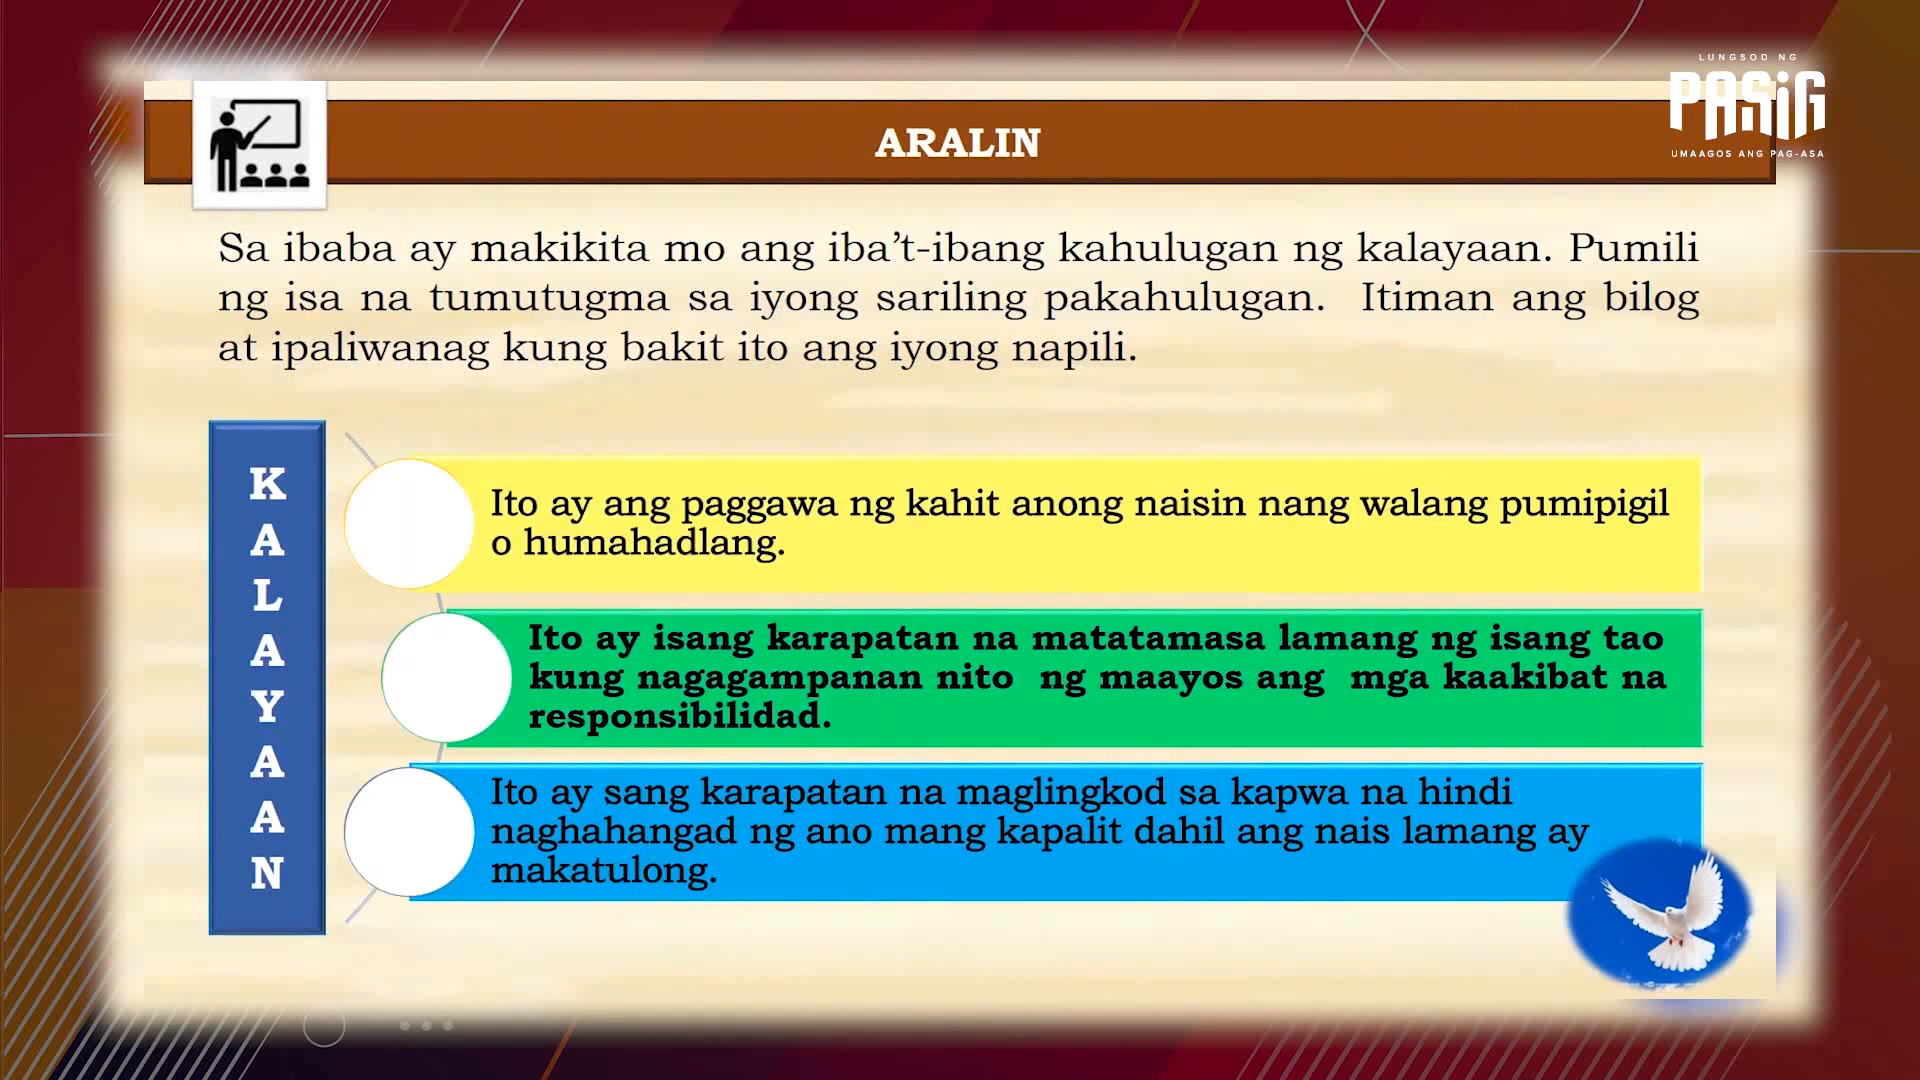 LUNGSOD NG
PASIG
UMAAGOS ANG PAG-ASA
ARALIN
Sa ibaba ay makikita mo ang iba't-ibang kahulugan ng kalayaan. Pumili
ng isa na tumutugma sa iyong sariling pakahulugan. Itiman ang bilog
at ipaliwanag kung bakit ito ang iyong napili.
KALAYAAN
Ito ay ang paggawa ng kahit anong naisin nang walang pumipigil
o humahadlang.
Ito ay isang karapatan na matatamasa lamang ng isang tao
kung nagagampanan nito ng maayos ang mga kaakibat na
responsibilidad.
Ito ay sang karapatan na maglingkod sa kapwa na hindi
naghahangad ng ano mang kapalit dahil ang nais lamang ay
makatulong.